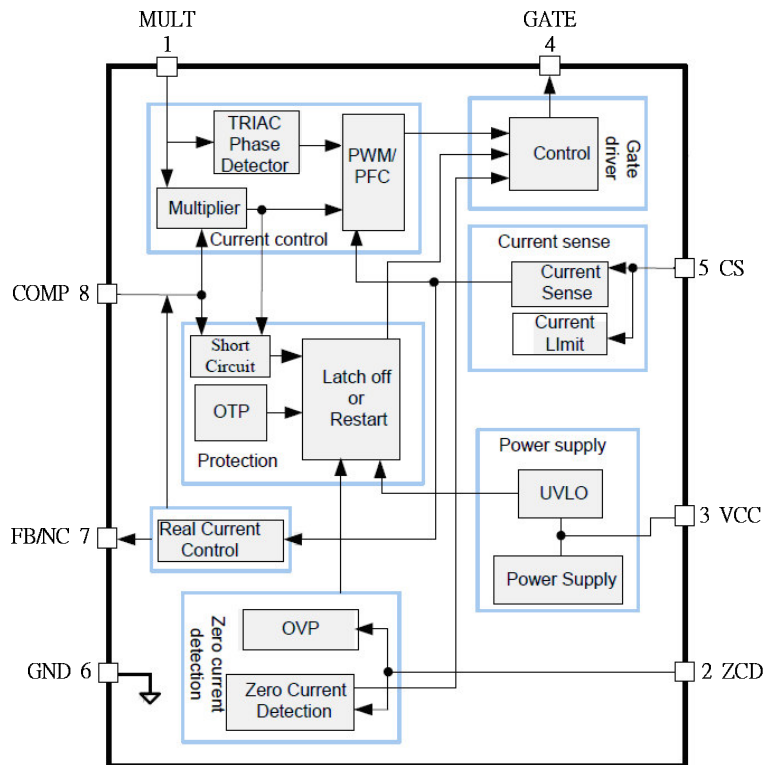 MULT
1
GATE
4
TRIAC
Phase
Detector
PWM/
PFC
Multiplier
Current control
Control
Gate
driver
Current sense
Current
Sense
Current
LImit
5 CS
COMP 8
Short
Circuit
OTP
Latch off
or
Restart
Protection
Power supply
UVLO
Power Supply
3 VCC
FB/NC 7
Real Current
Control
Zero current
detection
OVP
Zero Current
Detection
GND 6
2 ZCD